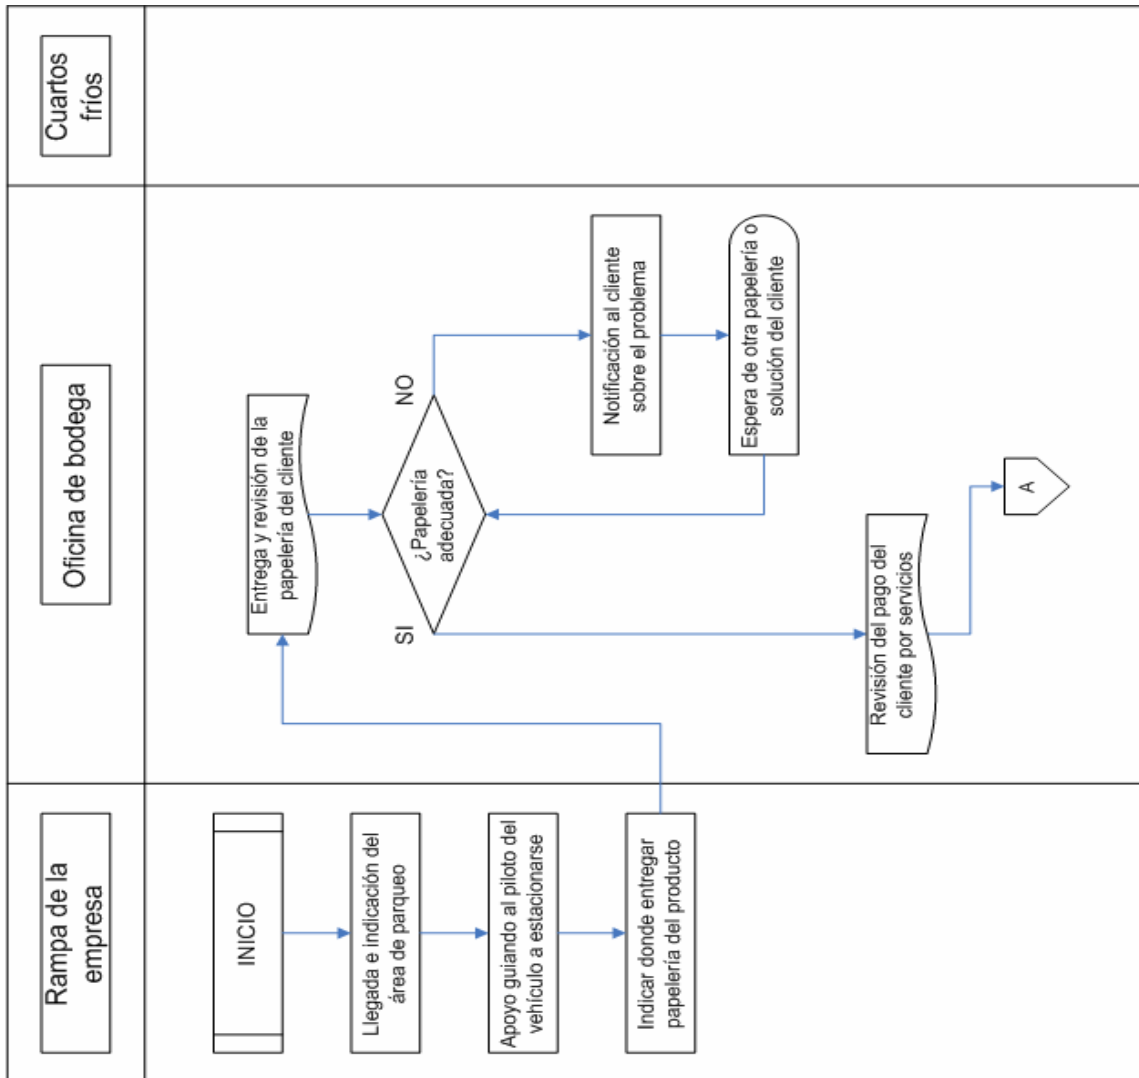 Rampa de la
empresa
Oficina de bodega
Cuartos
fríos
INICIO
Llegada e indicación del
área de parqueo
Apoyo guiando al piloto del
vehículo a estacionarse
Indicar donde entregar
papelería del producto
Entrega y revisión de la
papelería del cliente
¿Papelería
adecuada?
SI
NO
Notificación al cliente
sobre el problema
Espera de otra papelería o
solución del cliente
Revisión del pago del
cliente por servicios
A